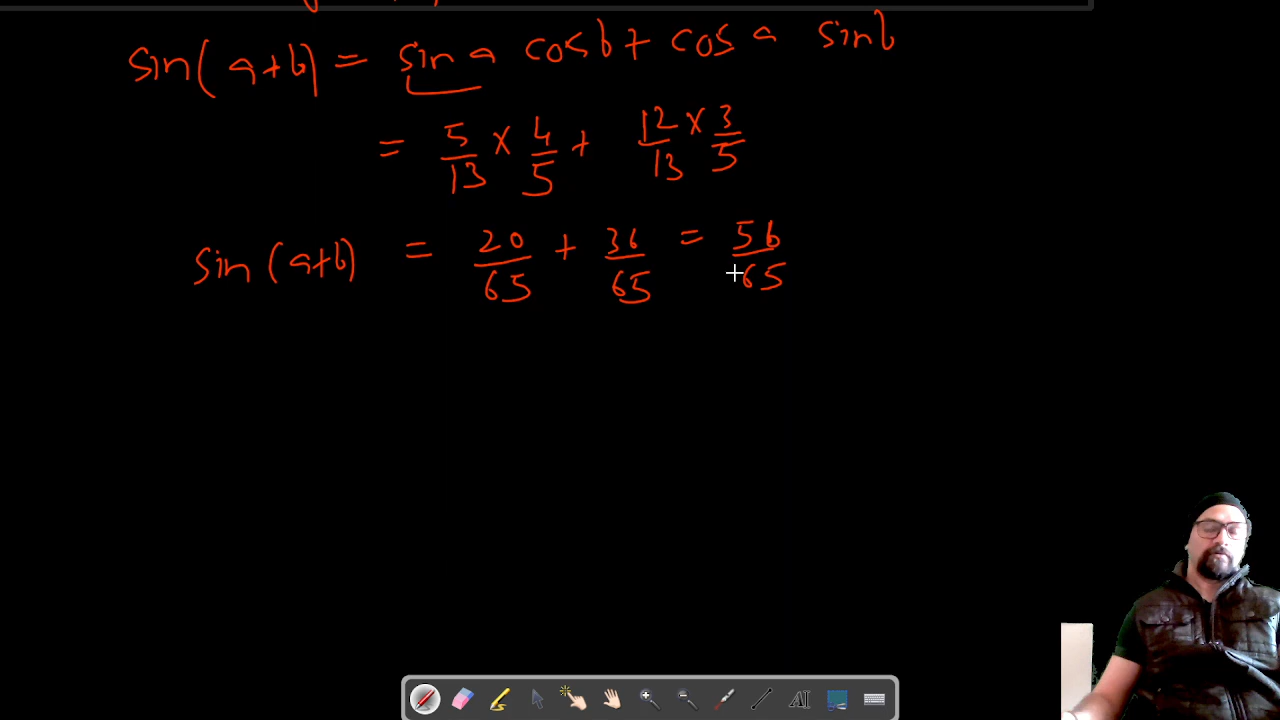 sin(a+b) = sin a cos b + cos a sin b
= 5/13 × 4/5 + 12/13 × 3/5
sin(a+b) = 20/65 + 36/65 = 56/65
AI